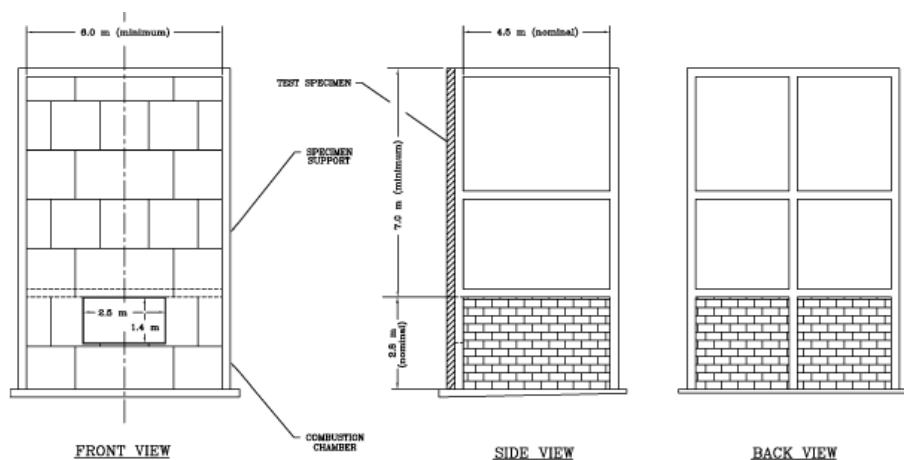 6.0 m (minimum)
4.5 m (nominal)
TEST SPECIMEN
7.0 m (minimum)
SPECIMEN
SUPPORT
2.5 m
1.4 m
2.8 m
(nominal)
COMBUSTION
CHAMBER
FRONT VIEW
SIDE VIEW
BACK VIEW